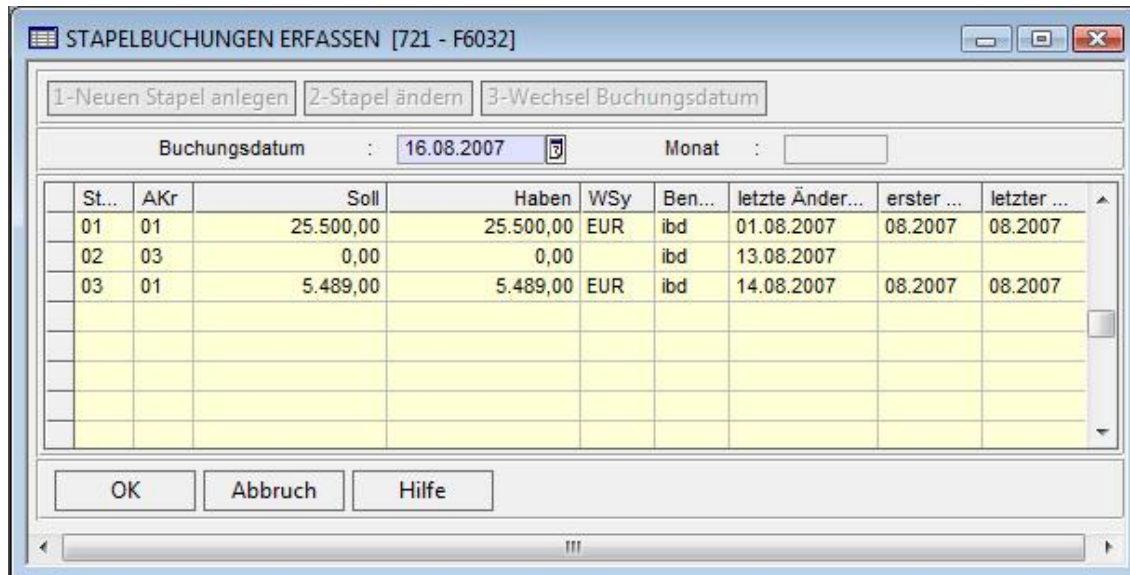 STAPELBUCHUNGEN ERFASSEN [721 - F6032]
1-Neuen Stapel anlegen 2-Stapel ändern 3-Wechsel Buchungsdatum
Buchungsdatum : 16.08.2007 Monat :
St... AKr Soll Haben WSy Ben... letzte Änder... erster ... letzter ...
01 01 25.500,00 25.500,00 EUR ibd 01.08.2007 08.2007 08.2007
02 03 0,00 0,00 ibd 13.08.2007
03 01 5.489,00 5.489,00 EUR ibd 14.08.2007 08.2007 08.2007
OK Abbruch Hilfe